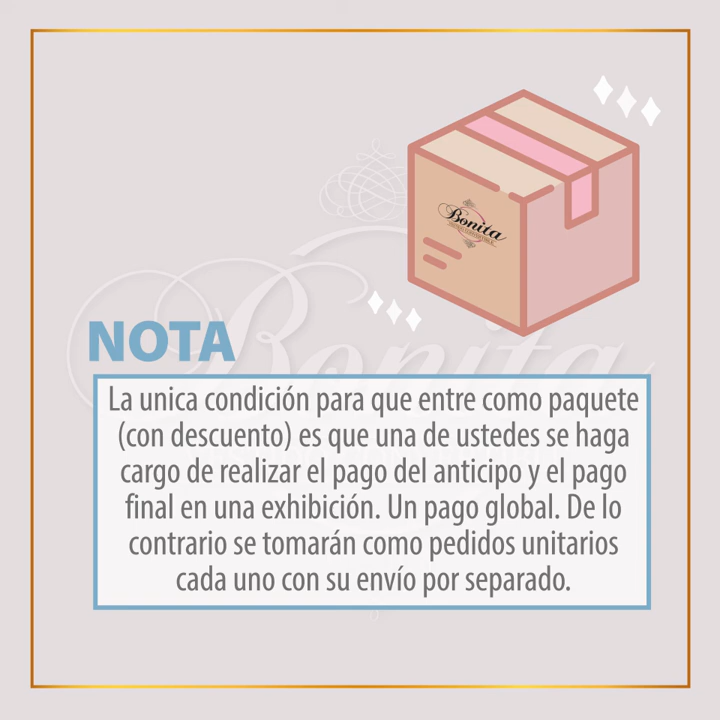 Bonita
NOTA
La unica condición para que entre como paquete
(con descuento) es que una de ustedes se haga
cargo de realizar el pago del anticipo y el pago
final en una exhibición. Un pago global. De lo
contrario se tomarán como pedidos unitarios
cada uno con su envío por separado.
Bonita